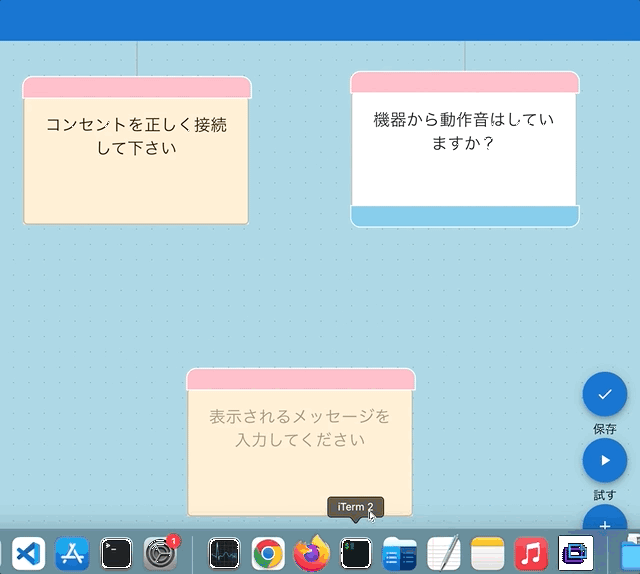 コンセントを正しく接続
して下さい
機器から動作音はしてい
ますか？
表示されるメッセージを
入力してください
保存
試す
iTerm 2
1